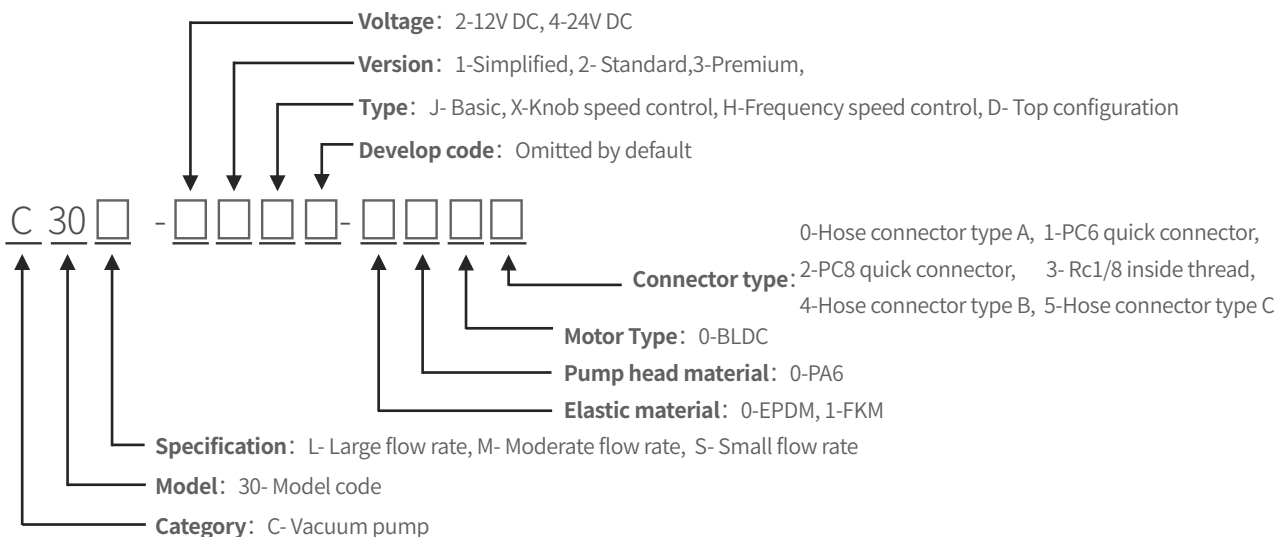 Voltage：2-12V DC, 4-24V DC
Version：1-Simplified, 2- Standard,3-Premium,
Type：J- Basic, X-Knob speed control, H-Frequency speed control, D- Top configuration
Develop code：Omitted by default
C 30 □ - □ □ □ □ - □ □ □ □
Connector type：0-Hose connector type A, 1-PC6 quick connector,
2-PC8 quick connector, 3- Rc1/8 inside thread,
4-Hose connector type B, 5-Hose connector type C
Motor Type：0-BLDC
Pump head material：0-PA6
Elastic material：0-EPDM, 1-FKM
Specification：L- Large flow rate, M- Moderate flow rate, S- Small flow rate
Model：30- Model code
Category：C- Vacuum pump